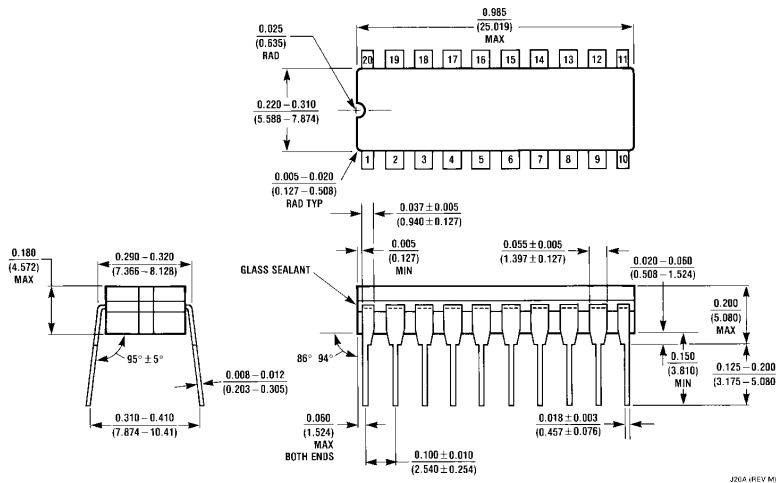 0.985
(25.019)
MAX
0.025
(0.635)
RAD
20 19 18 17 16 15 14 13 12 11
0.220 – 0.310
(5.588 – 7.874)
1 2 3 4 5 6 7 8 9 10
0.005 – 0.020
(0.127 – 0.508)
RAD TYP
0.037 ± 0.005
(0.940 ± 0.127)
0.180
(4.572)
MAX
0.290 – 0.320
(7.366 – 8.128)
0.005
(0.127)
MIN
0.055 ± 0.005
(1.397 ± 0.127)
0.020 – 0.060
(0.508 – 1.524)
GLASS SEALANT
0.200
(5.080)
MAX
95° ± 5°
86° 94°
0.150
(3.810)
MIN
0.125 – 0.200
(3.175 – 5.080
0.008 – 0.012
(0.203 – 0.305)
0.310 – 0.410
(7.874 – 10.41)
0.060
(1.524)
MAX
BOTH ENDS
0.100 ± 0.010
(2.540 ± 0.254)
0.018 ± 0.003
(0.457 ± 0.076)
J20A (REV M)